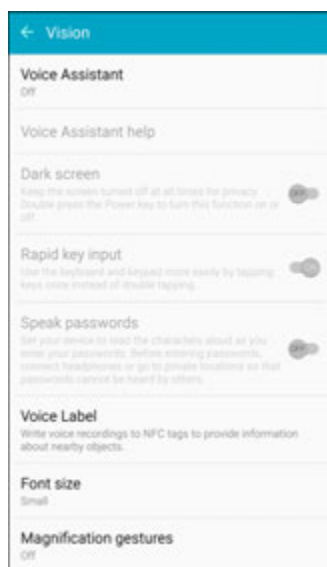 Vision
Voice Assistant
Off
Voice Assistant help
Dark screen
Keep the screen turned off at all times for privacy.
Double press the Power key to turn this function on or
off.
OFF
Rapid key input
Use the keyboard and keypad more easily by tapping
keys once instead of double tapping.
ON
Speak passwords
Set your device to read the characters aloud as you
enter your passwords. Before entering passwords,
connect headphones or go to private locations so that
passwords cannot be heard by others.
OFF
Voice Label
Write voice recordings to NFC tags to provide information
about nearby objects.
Font size
Small
Magnification gestures
Off